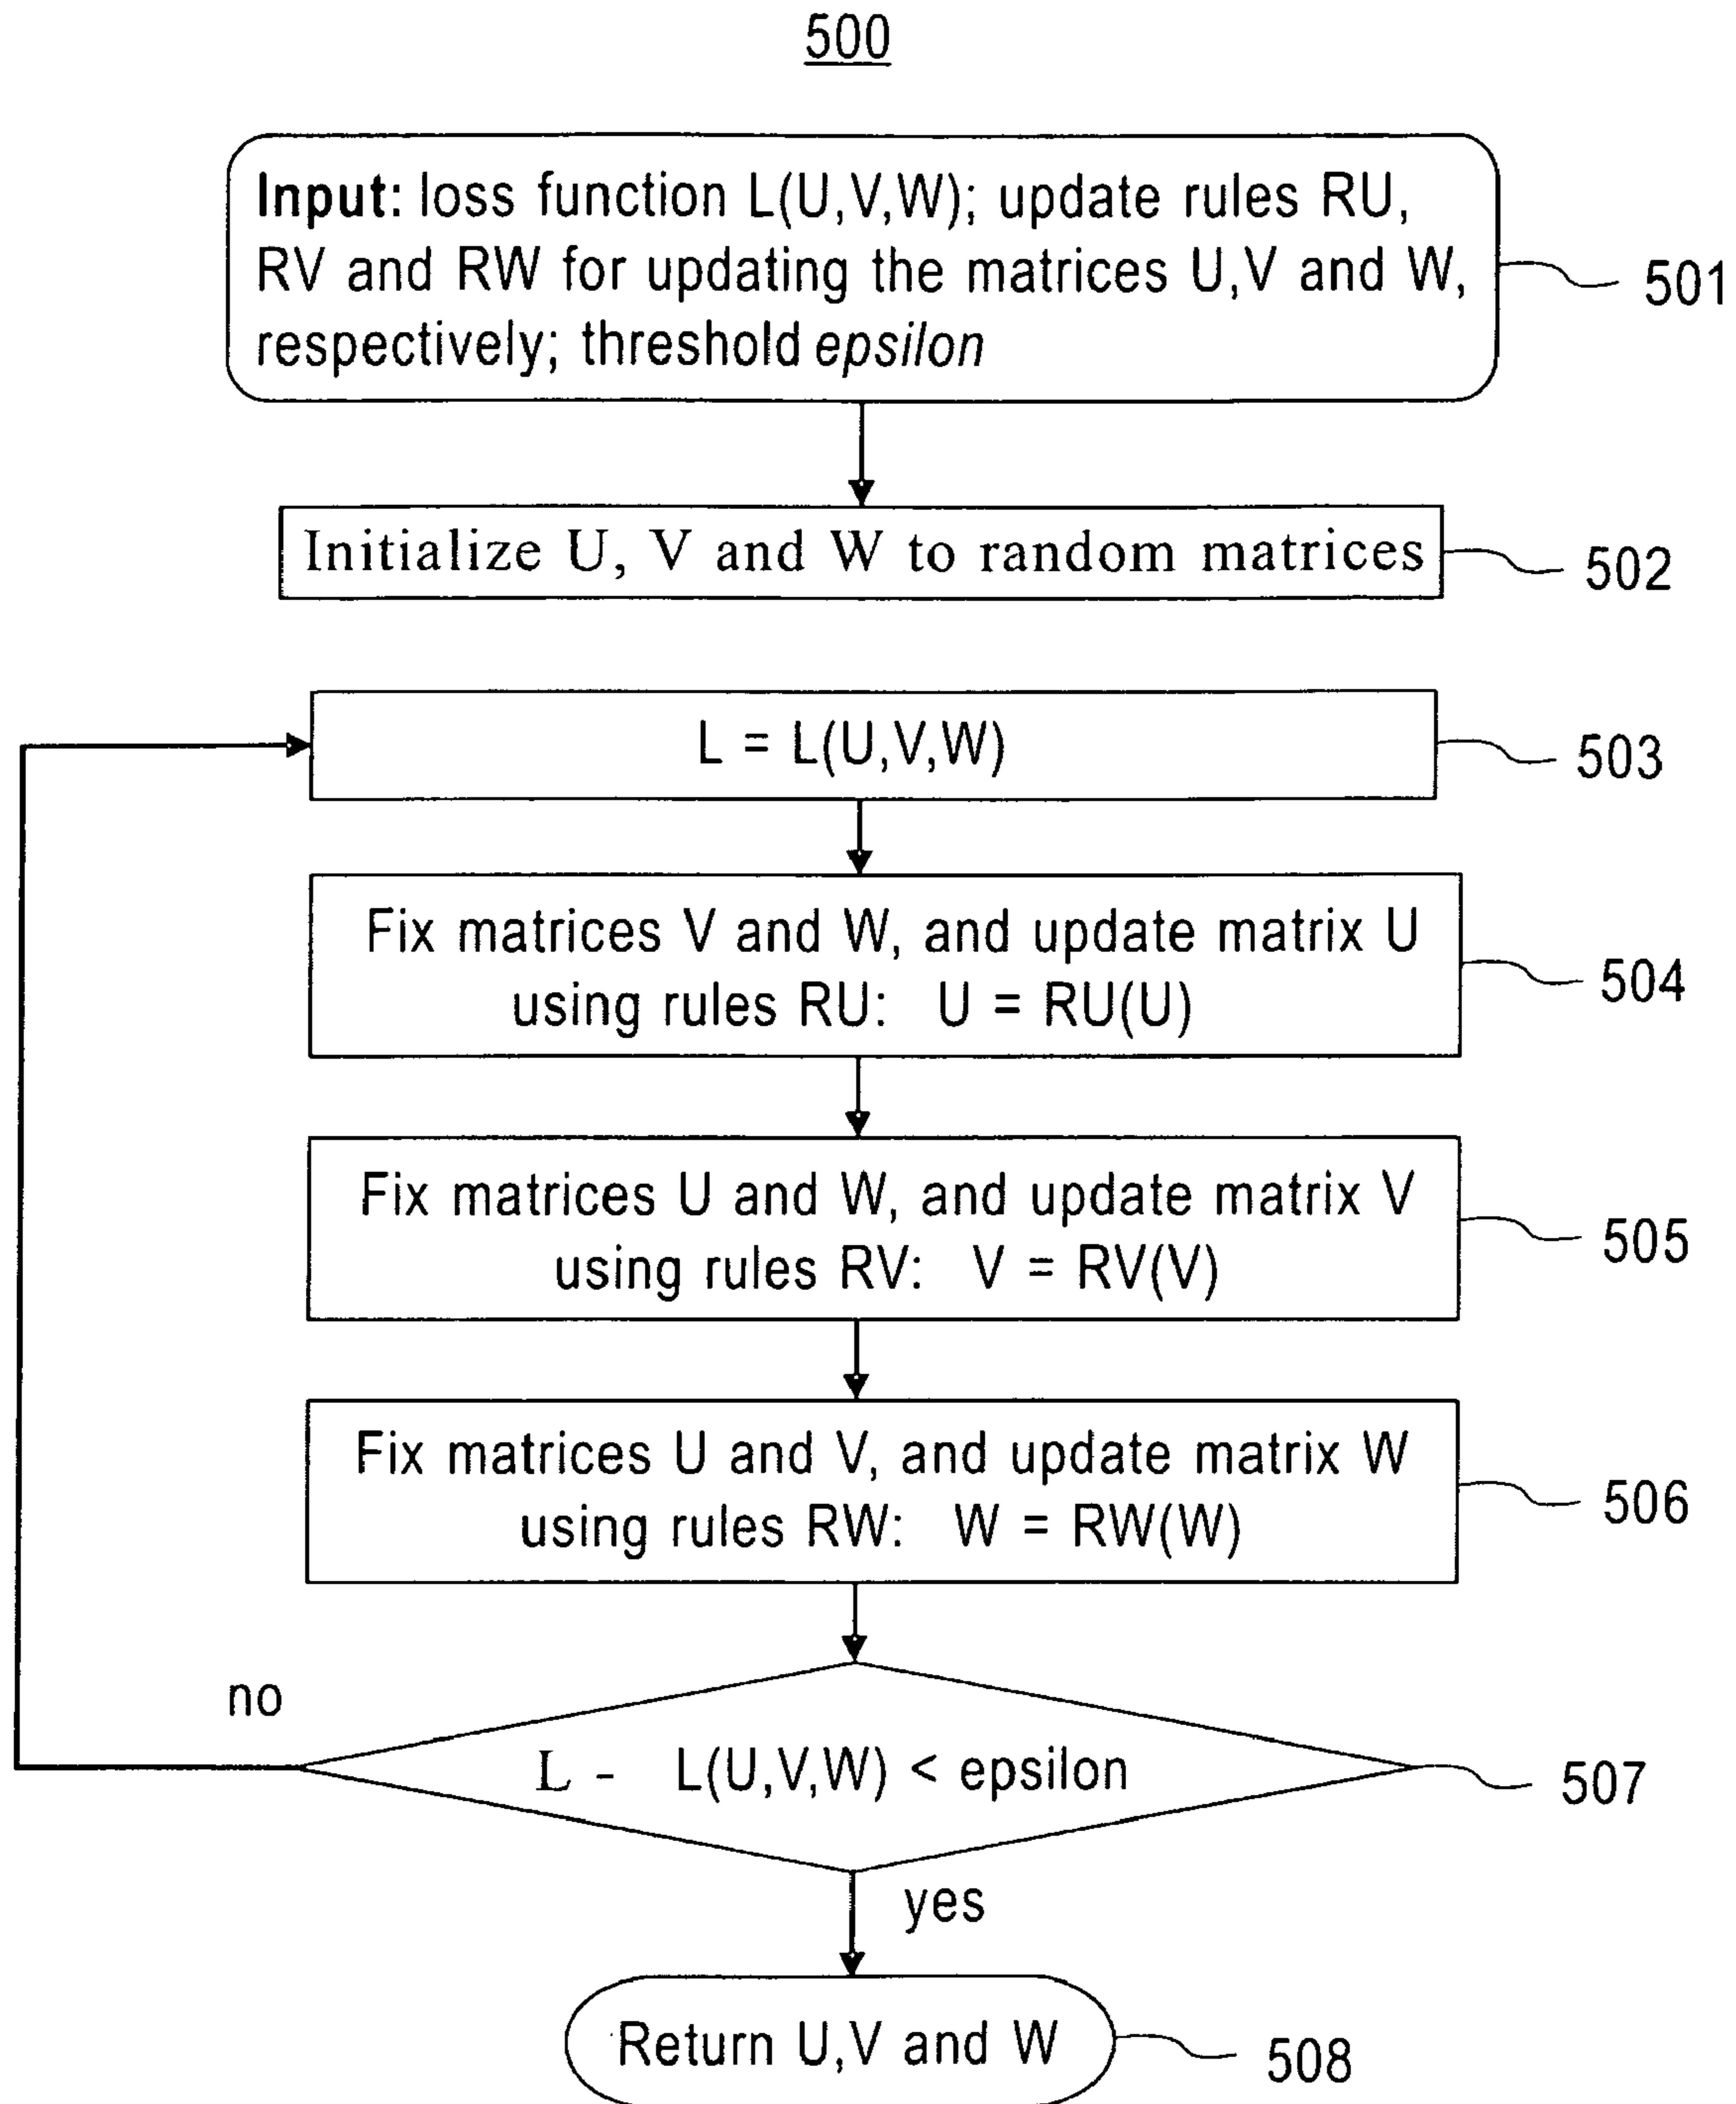 500
Input: loss function L(U,V,W); update rules RU,
RV and RW for updating the matrices U,V and W,
respectively; threshold epsilon
501
Initialize U, V and W to random matrices
502
L = L(U,V,W)
503
Fix matrices V and W, and update matrix U
using rules RU: U = RU(U)
504
Fix matrices U and W, and update matrix V
using rules RV: V = RV(V)
505
Fix matrices U and V, and update matrix W
using rules RW: W = RW(W)
506
no
L - L(U,V,W) < epsilon
507
yes
Return U,V and W
508